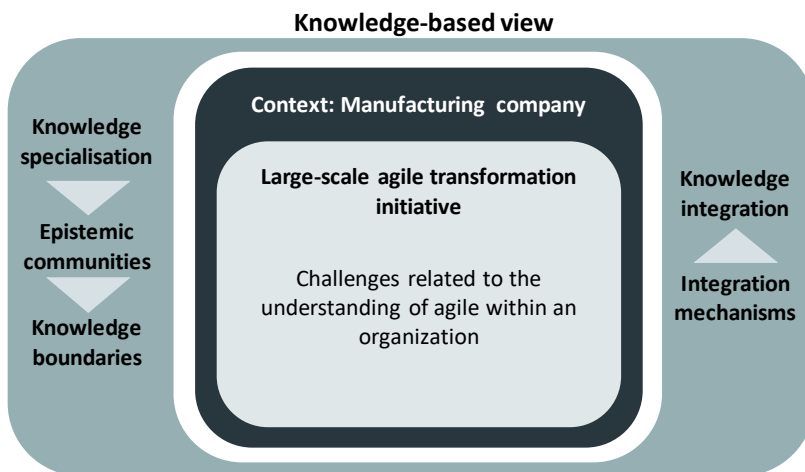 Knowledge-based view
Context: Manufacturing company
Knowledge
specialisation
Epistemic
communities
Knowledge
boundaries
Large-scale agile transformation
initiative
Challenges related to the
understanding of agile within an
organization
Knowledge
integration
Integration
mechanisms